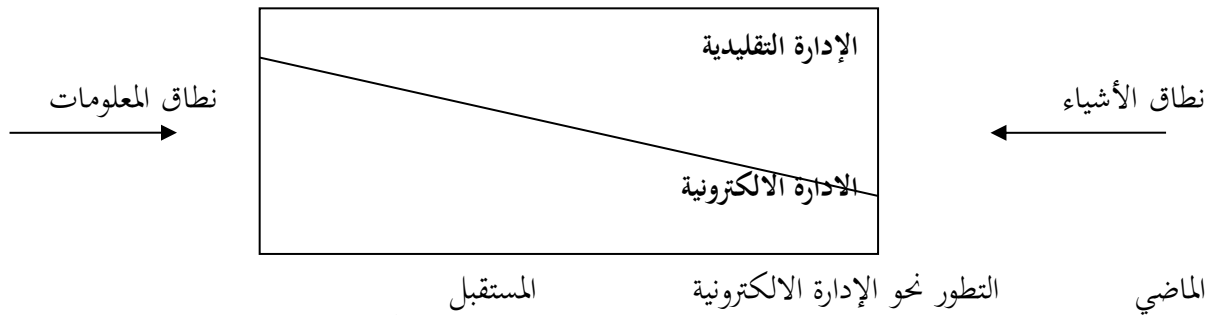 الإدارة التقليدية
نطاق الأشياء
نطاق المعلومات
الادارة الالكترونية
الماضي
التطور نحو الإدارة الالكترونية
المستقبل